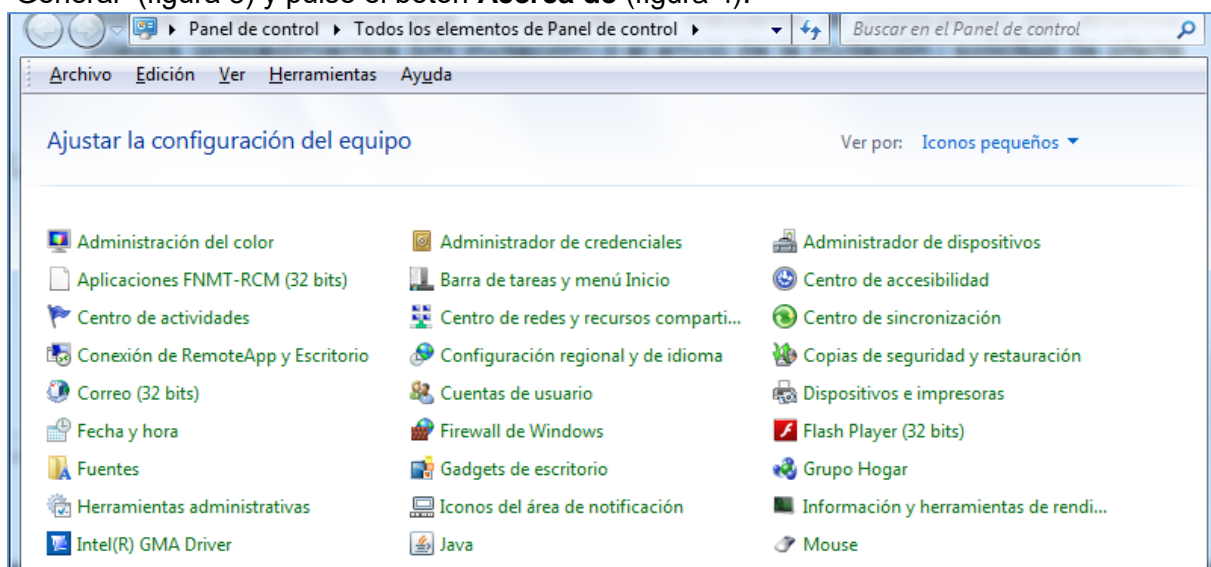 "General" (figura 3) y pulse el botón Acerca de (figura 4).
Panel de control Todos los elementos de Panel de control Buscar en el Panel de control
Archivo Edición Ver Herramientas Ayuda
Ajustar la configuración del equipo Ver por: Iconos pequeños
Administración del color Administrador de credenciales Administrador de dispositivos
Aplicaciones FNMT-RCM (32 bits) Barra de tareas y menú Inicio Centro de accesibilidad
Centro de actividades Centro de redes y recursos comparti... Centro de sincronización
Conexión de RemoteApp y Escritorio Configuración regional y de idioma Copias de seguridad y restauración
Correo (32 bits) Cuentas de usuario Dispositivos e impresoras
Fecha y hora Firewall de Windows Flash Player (32 bits)
Fuentes Gadgets de escritorio Grupo Hogar
Herramientas administrativas Iconos del área de notificación Información y herramientas de rendi...
Intel(R) GMA Driver Java Mouse